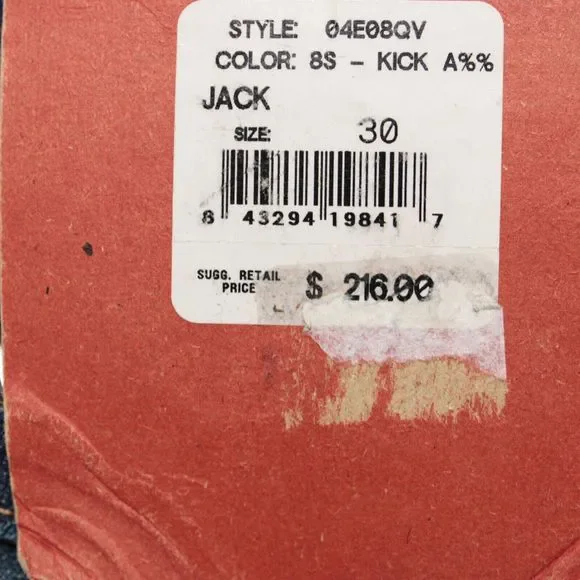 STYLE: 04E08QV
COLOR: 8S - KICK A%%
JACK
SIZE: 30
8 43294 19841 7
SUGG. RETAIL
PRICE $ 216.00